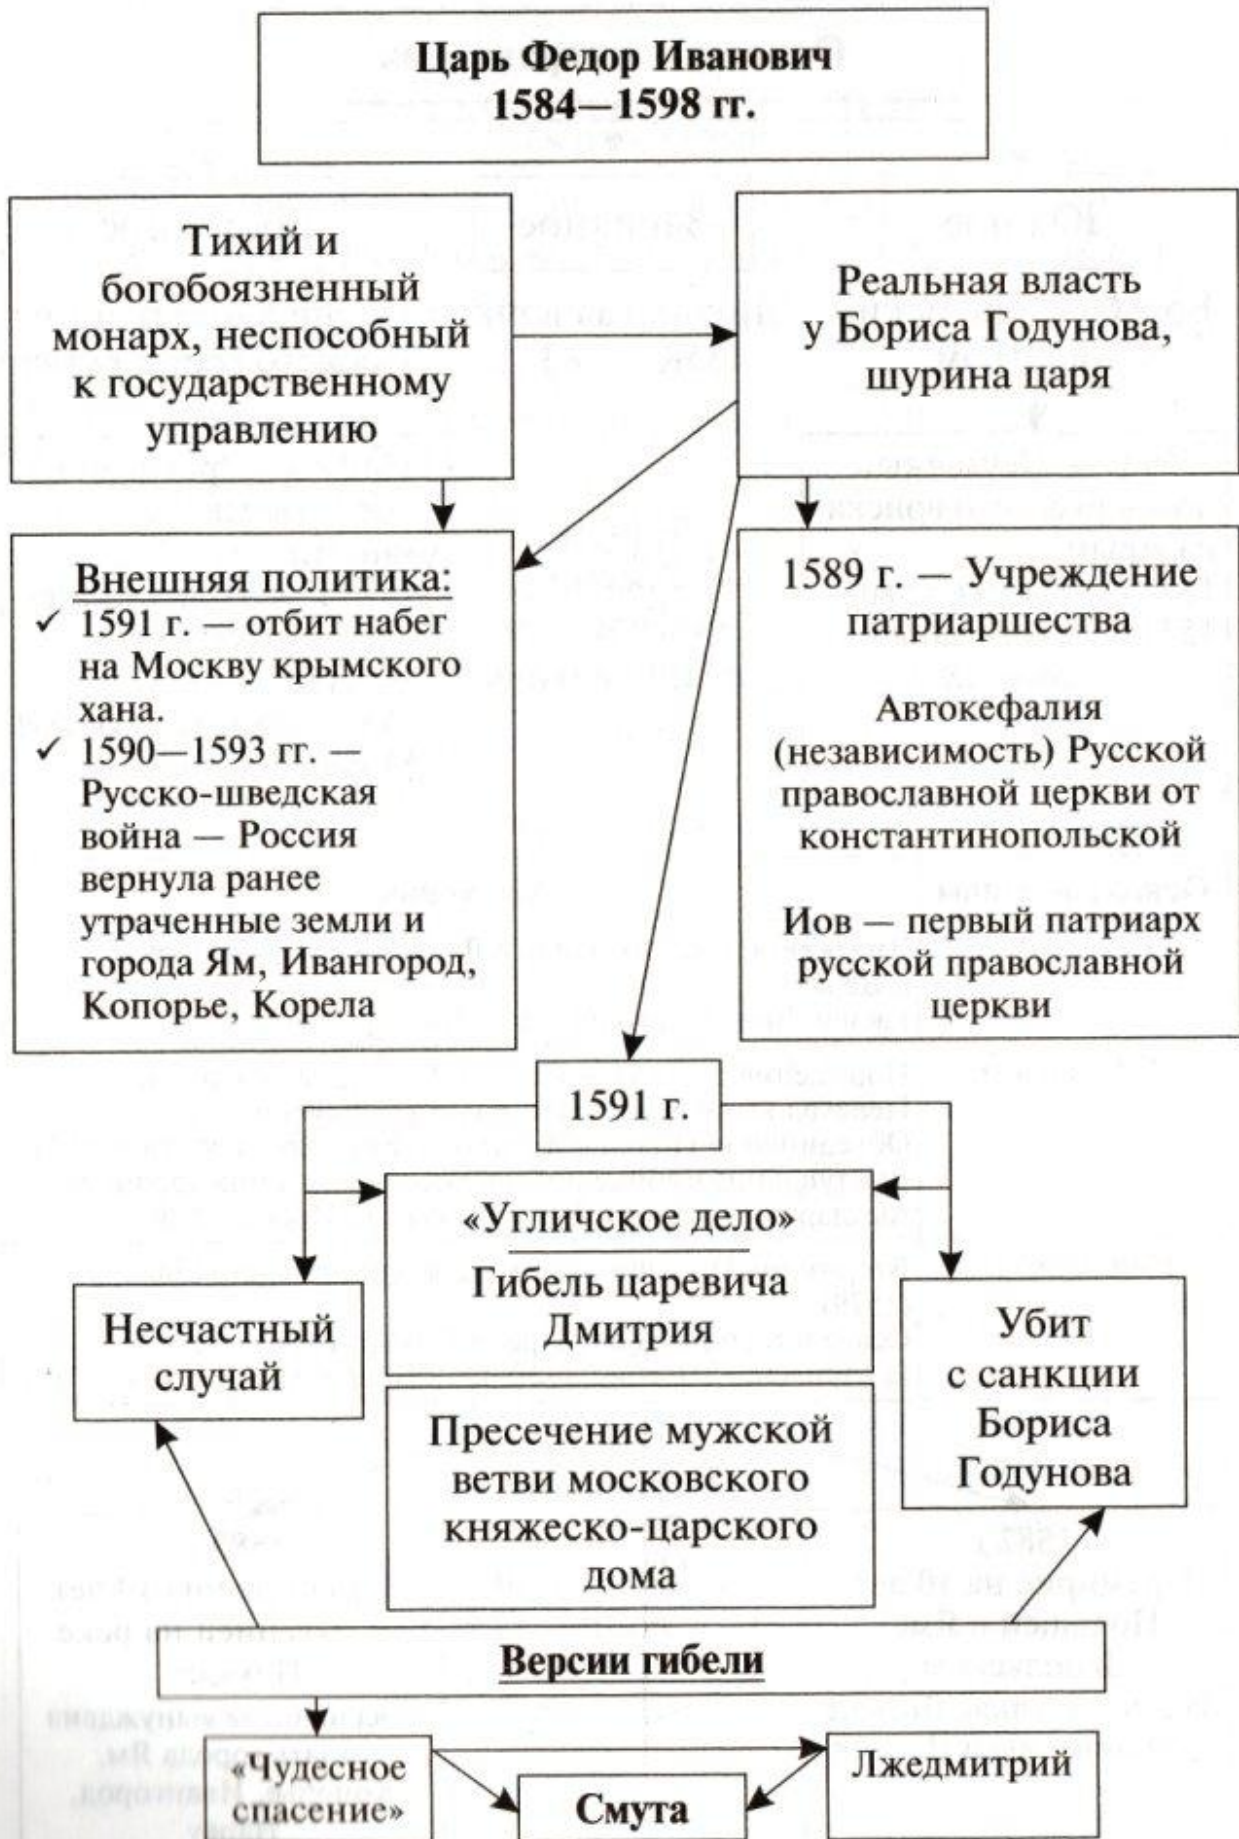 Царь Федор Иванович
1584—1598 гг.
Тихий и
богобоязненный
монарх, неспособный
к государственному
управлению
Реальная власть
у Бориса Годунова,
шурина царя
Внешняя политика:
✓ 1591 г. — отбит набег
на Москву крымского
хана.
✓ 1590—1593 гг. —
Русско-шведская
война — Россия
вернула ранее
утраченные земли и
города Ям, Ивангород,
Копорье, Корела
1589 г. — Учреждение
патриаршества
Автокефалия
(независимость) Русской
православной церкви от
константинопольской
Иов — первый патриарх
русской православной
церкви
1591 г.
«Угличское дело»
Гибель царевича
Дмитрия
Несчастный
случай
Убит
с санкции
Бориса
Годунова
Пресечение мужской
ветви московского
княжеско-царского
дома
Версии гибели
«Чудесное
спасение»
Смута
Лжедмитрий